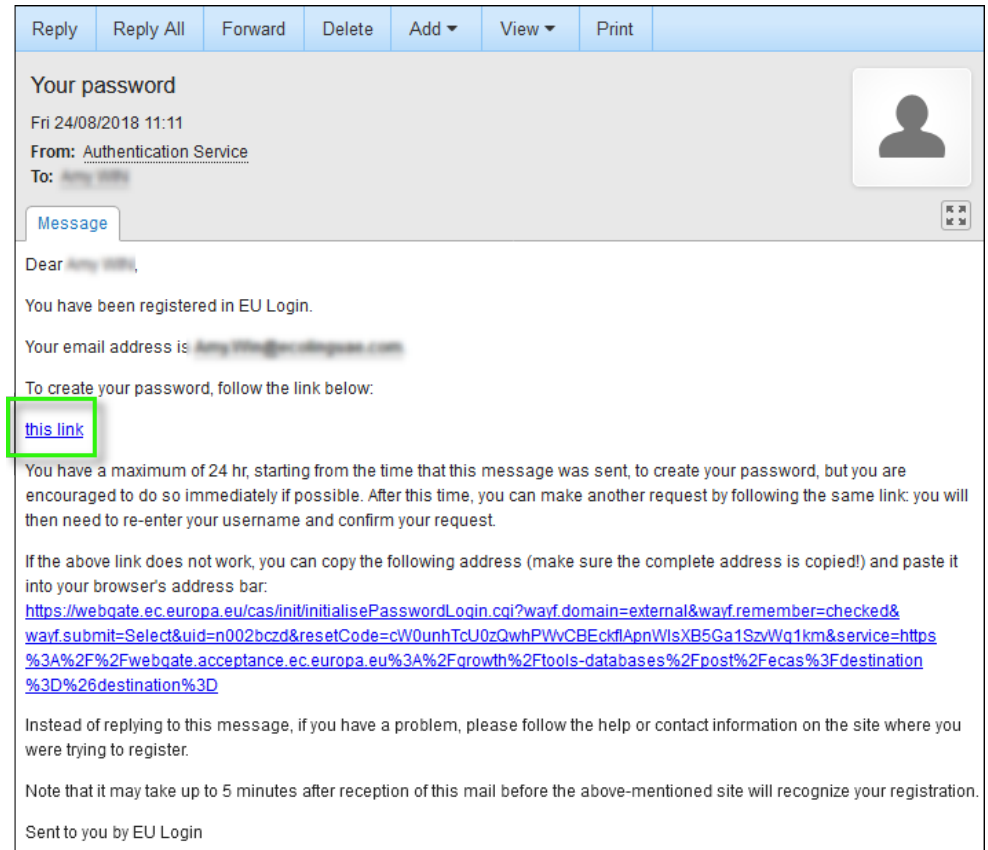 Reply Reply All Forward Delete Add View Print
Your password
Fri 24/08/2018 11:11
From: Authentication Service
To:
Message
Dear ,
You have been registered in EU Login.
Your email address is
To create your password, follow the link below:
this link
You have a maximum of 24 hr, starting from the time that this message was sent, to create your password, but you are
encouraged to do so immediately if possible. After this time, you can make another request by following the same link: you will
then need to re-enter your username and confirm your request.
If the above link does not work, you can copy the following address (make sure the complete address is copied!) and paste it
into your browser's address bar:
https://webgate.ec.europa.eu/cas/init/initialisePasswordLogin.cgi?wayf.domain=external&wayf.remember=checked&
wayf.submit=Select&uid=n002bczd&resetCode=cW0unhTcU0zQwhPWvCBEckflApnWIsXB5Ga1SzvWq1km&service=https
%3A%2F%2Fwebgate.acceptance.ec.europa.eu%3A%2Fgrowth%2Ftools-databases%2Fpost%2Fecas%3Fdestination
%3D%26destination%3D
Instead of replying to this message, if you have a problem, please follow the help or contact information on the site where you
were trying to register.
Note that it may take up to 5 minutes after reception of this mail before the above-mentioned site will recognize your registration.
Sent to you by EU Login